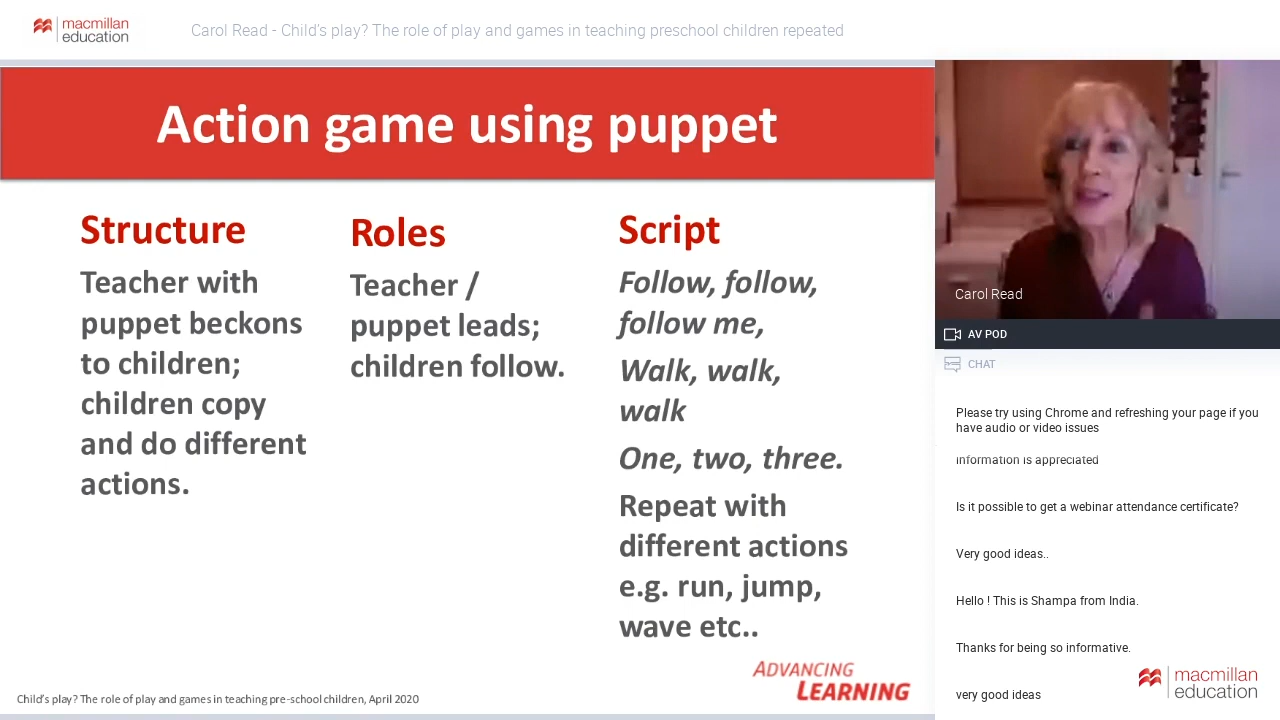 macmillan
education
Carol Read - Child's play? The role of play and games in teaching preschool children repeated
Action game using puppet
Structure
Teacher with
puppet beckons
to children;
children copy
and do different
actions.
Roles
Teacher /
puppet leads;
children follow.
Script
Follow, follow,
follow me,
Walk, walk,
walk
One, two, three.
Repeat with
different actions
e.g. run, jump,
wave etc..
ADVANCING
LEARNING
Child's play? The role of play and games in teaching pre-school children, April 2020
Carol Read
AV POD
CHAT
Please try using Chrome and refreshing your page if you
have audio or video issues
information is appreciated
Is it possible to get a webinar attendance certificate?
Very good ideas..
Hello ! This is Shampa from India.
Thanks for being so informative.
very good ideas
macmillan
education